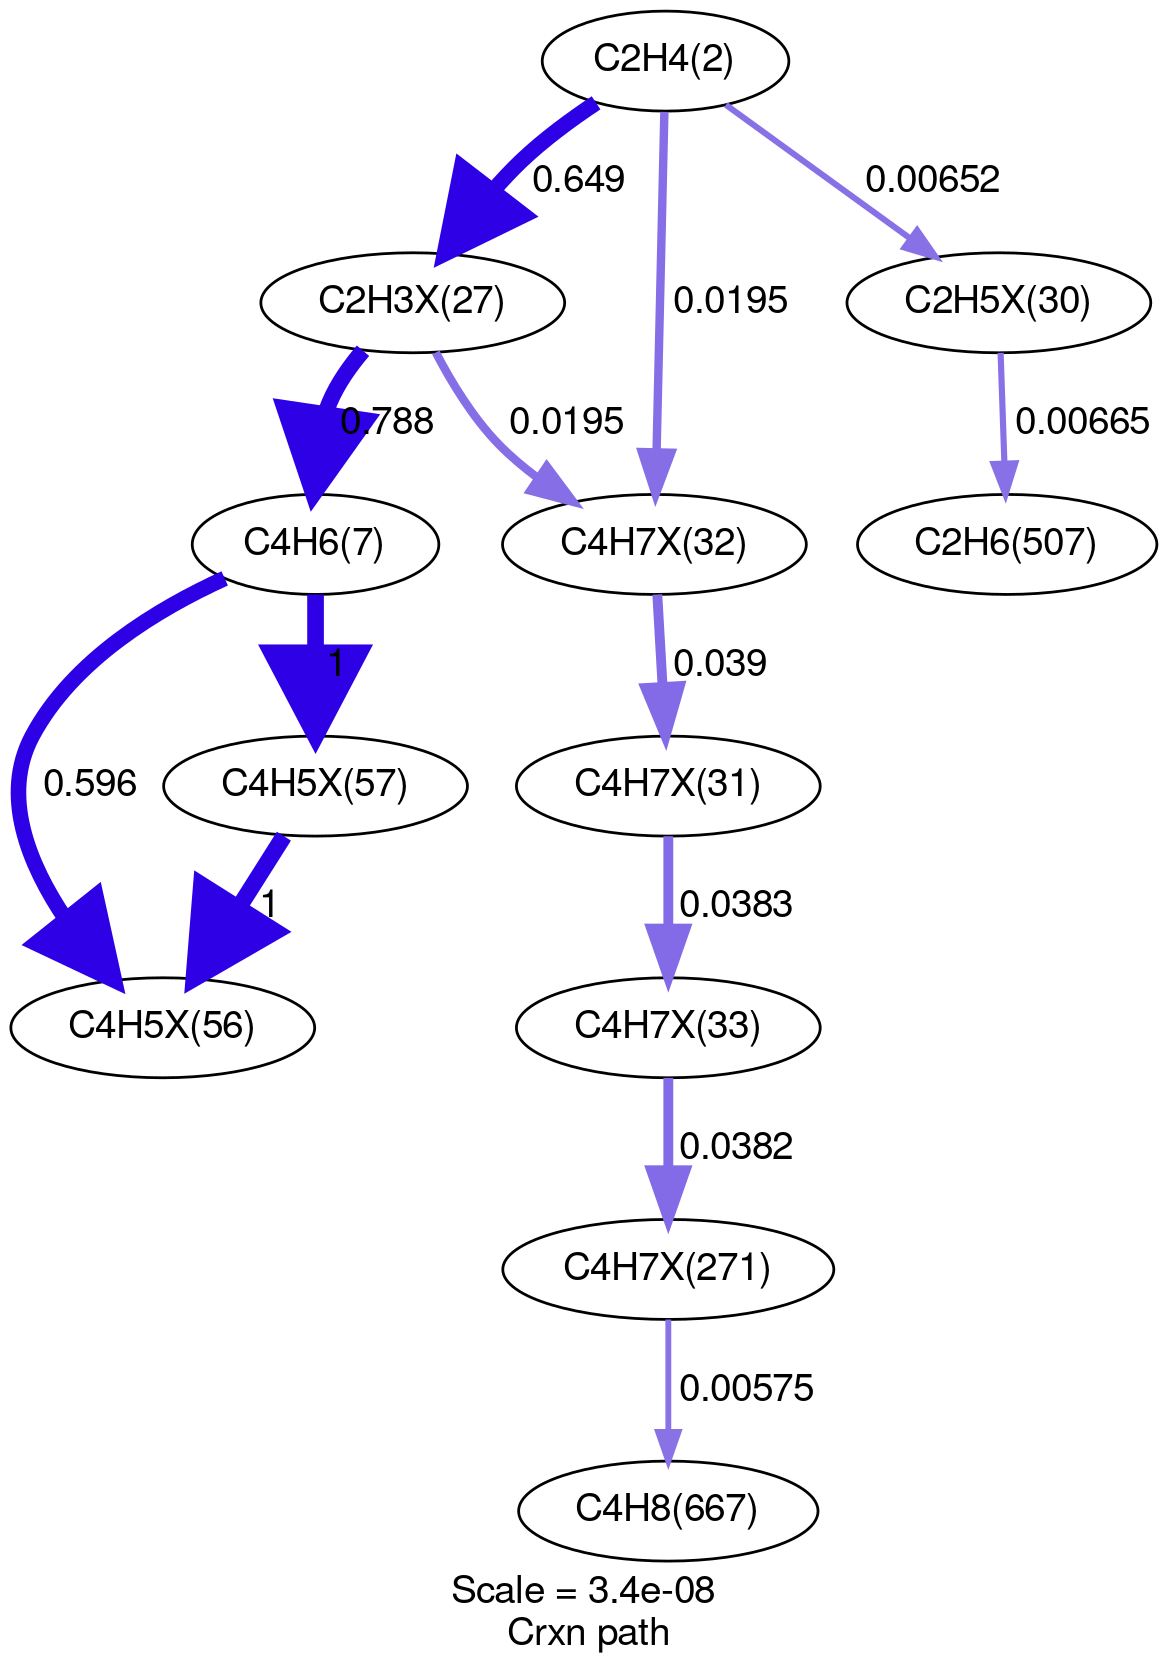 C2H4(2)
0.649
0.00652
C2H3X(27)
0.0195
C2H5X(30)
0.788
0.0195
0.00665
C4H6(7)
C4H7X(32)
C2H6(507)
1
0.039
0.596
C4H5X(57)
C4H7X(31)
1
0.0383
C4H5X(56)
C4H7X(33)
0.0382
C4H7X(271)
0.00575
C4H8(667)
Scale = 3.4e-08
Crxn path